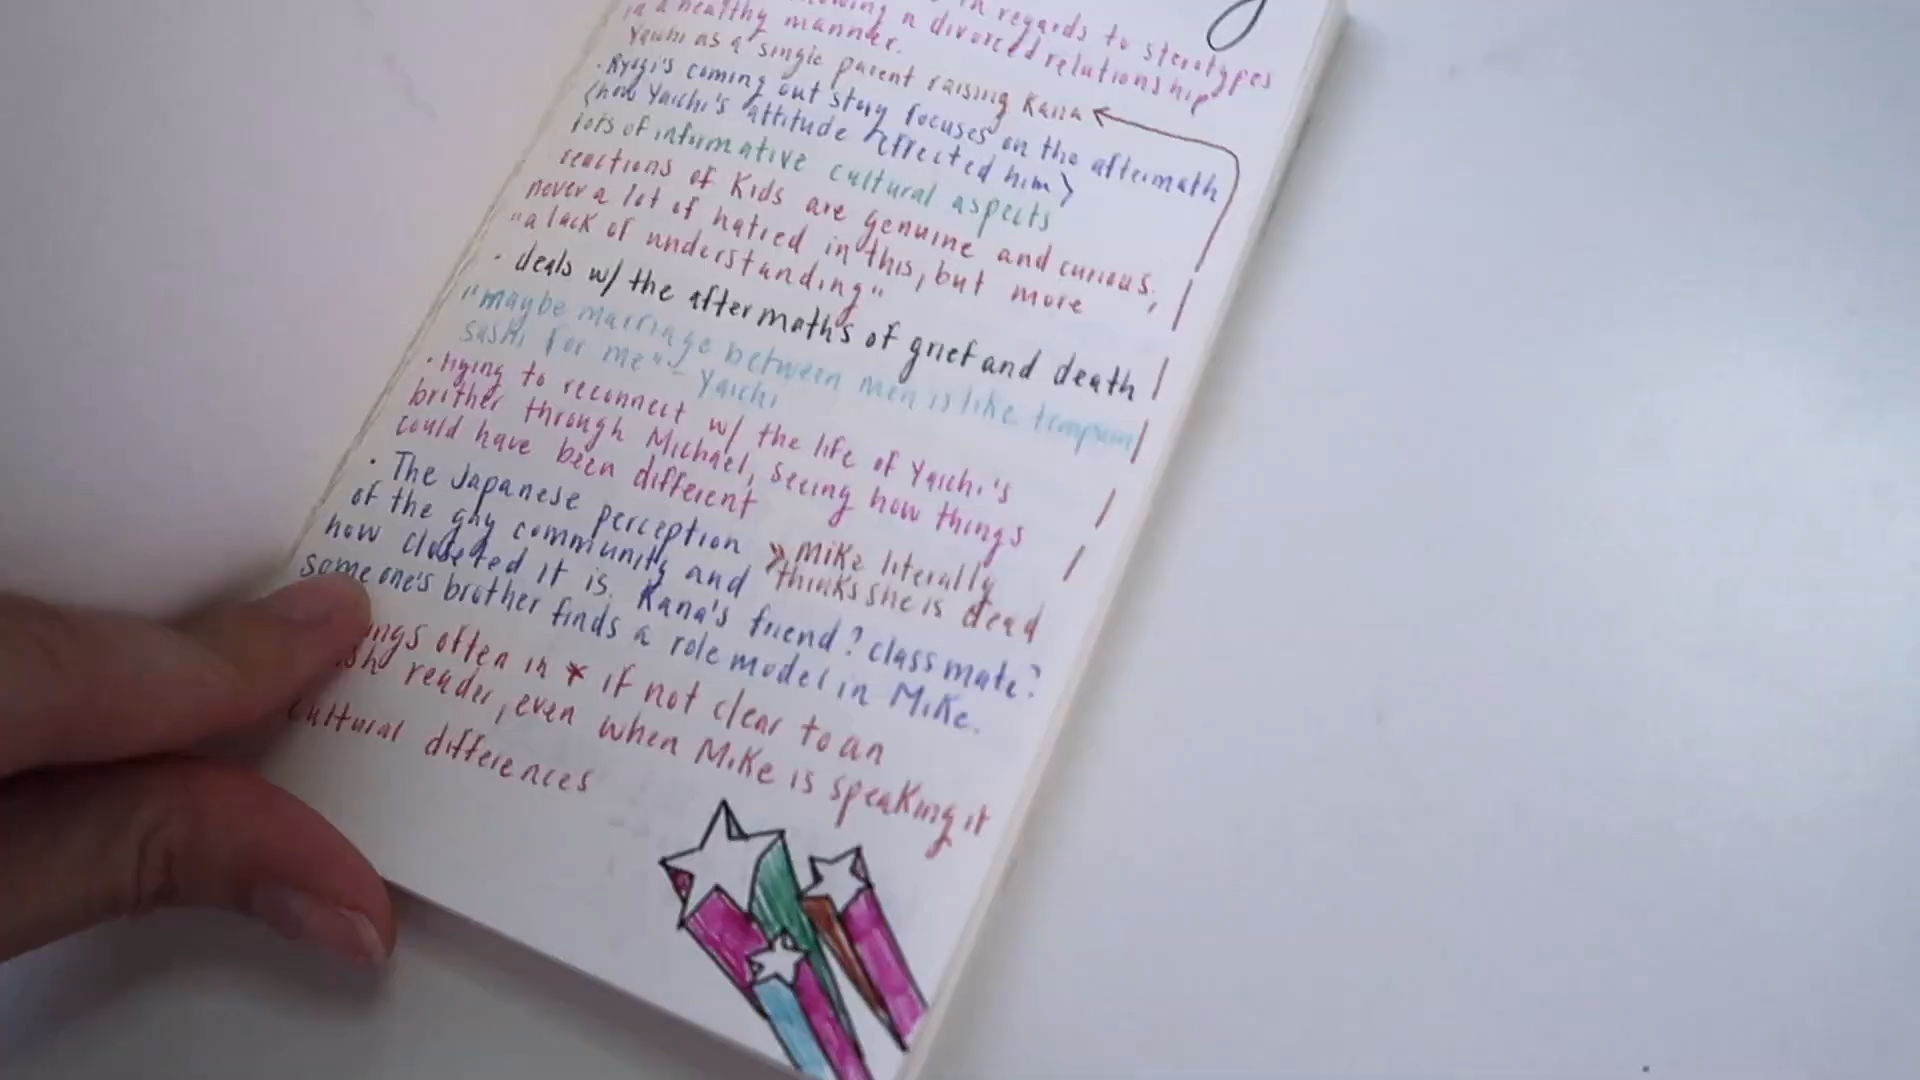 in regards to sterotypes
a divorced relationship
in a healthy manner.
Yaichi as a single parent raising Kana
· Ryoji's coming out story focuses on the aftermath
(how Yaichi's attitude effected him)
lots of informative cultural aspects
reactions of Kids are genuine and curious,
never a lot of hatred in this, but more
"a lack of understanding"
· deals w/ the aftermaths of grief and death
"maybe marriage between men is like tempura
sushi for me" - Yaichi
· trying to reconnect w/ the life of Yaichi's
brother through Michael, seeing how things
could have been different
· The Japanese perception
of the gay community and
how closeted it is. Kana's friend? classmate?
someone's brother finds a role model in Mike.
» Mike literally
thinks she is dead
often in * if not clear to an
reader, even when Mike is speaking it
cultural differences